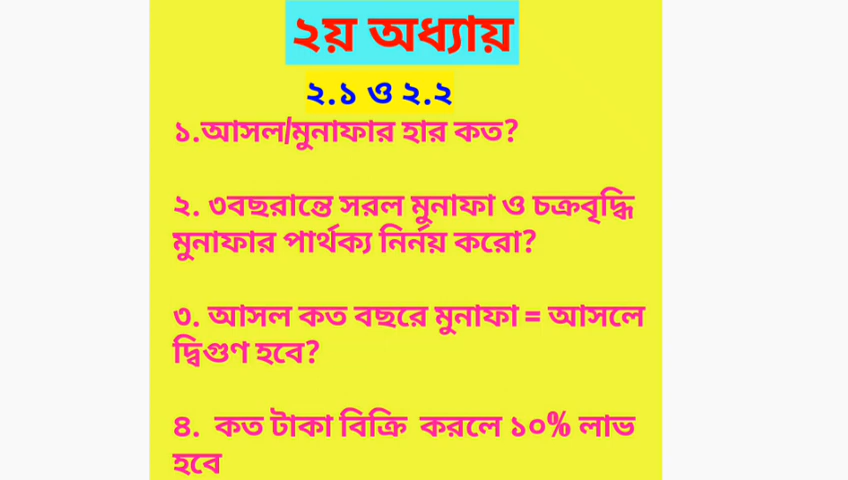 ২য় অধ্যায়
২.১ ও ২.২
১.আসল/মুনাফার হার কত?
২. ৩বছরান্তে সরল মুনাফা ও চক্রবৃদ্ধি
মুনাফার পার্থক্য নির্নয় করো?
৩. আসল কত বছরে মুনাফা = আসলে
দ্বিগুণ হবে?
৪. কত টাকা বিক্রি করলে ১০% লাভ
হবে